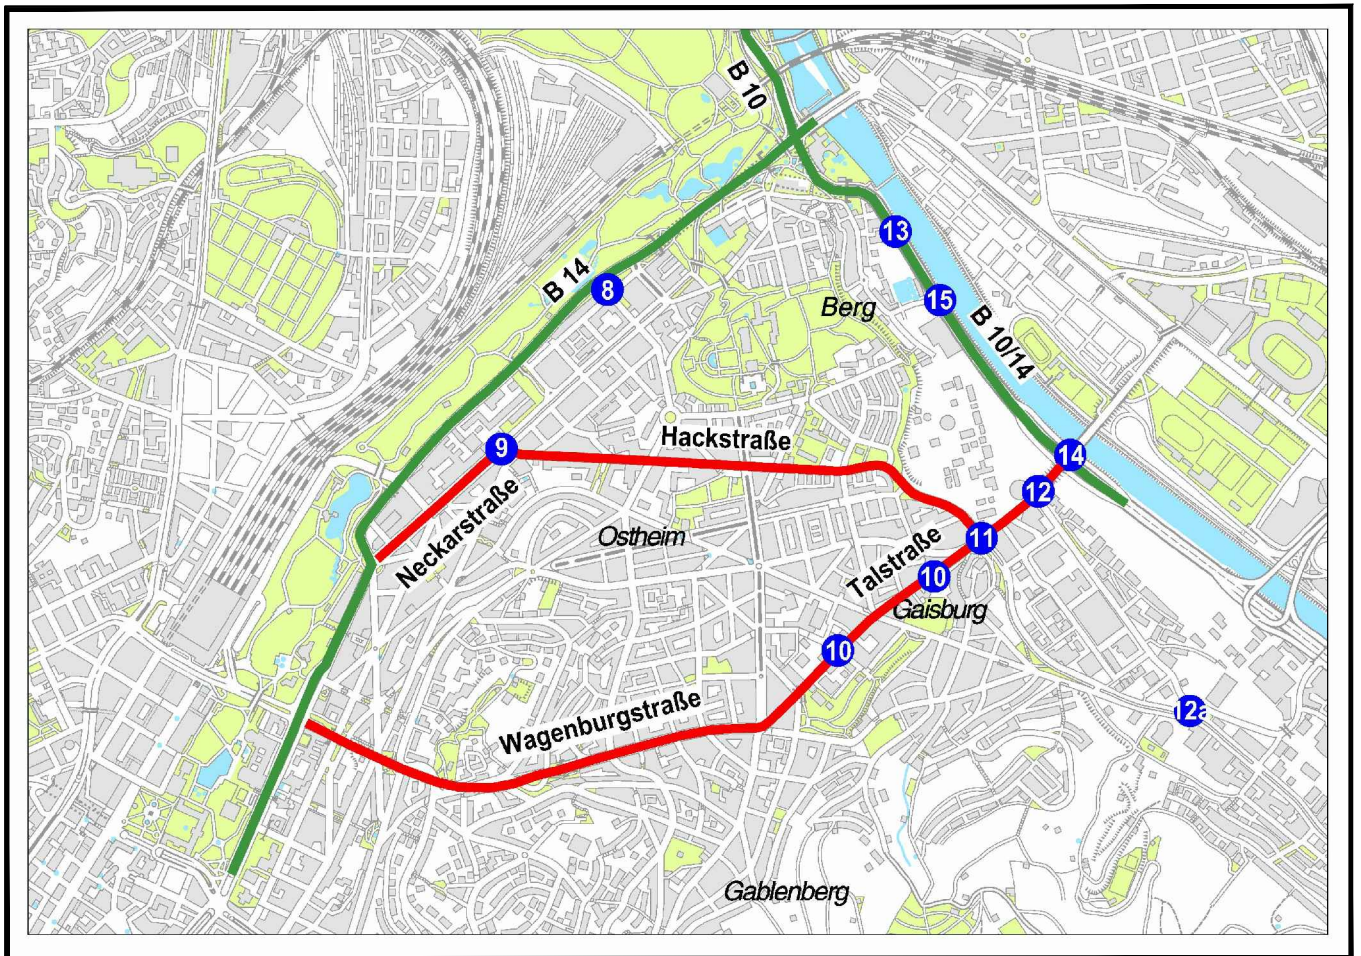 B 10
13
B 14
8
15
Berg
B 10/14
Hackstraße
9
14
12
Neckarstraße
Ostheim
11
Talstraße
10
Gaisburg
10
Wagenburgstraße
12a
Gablenberg